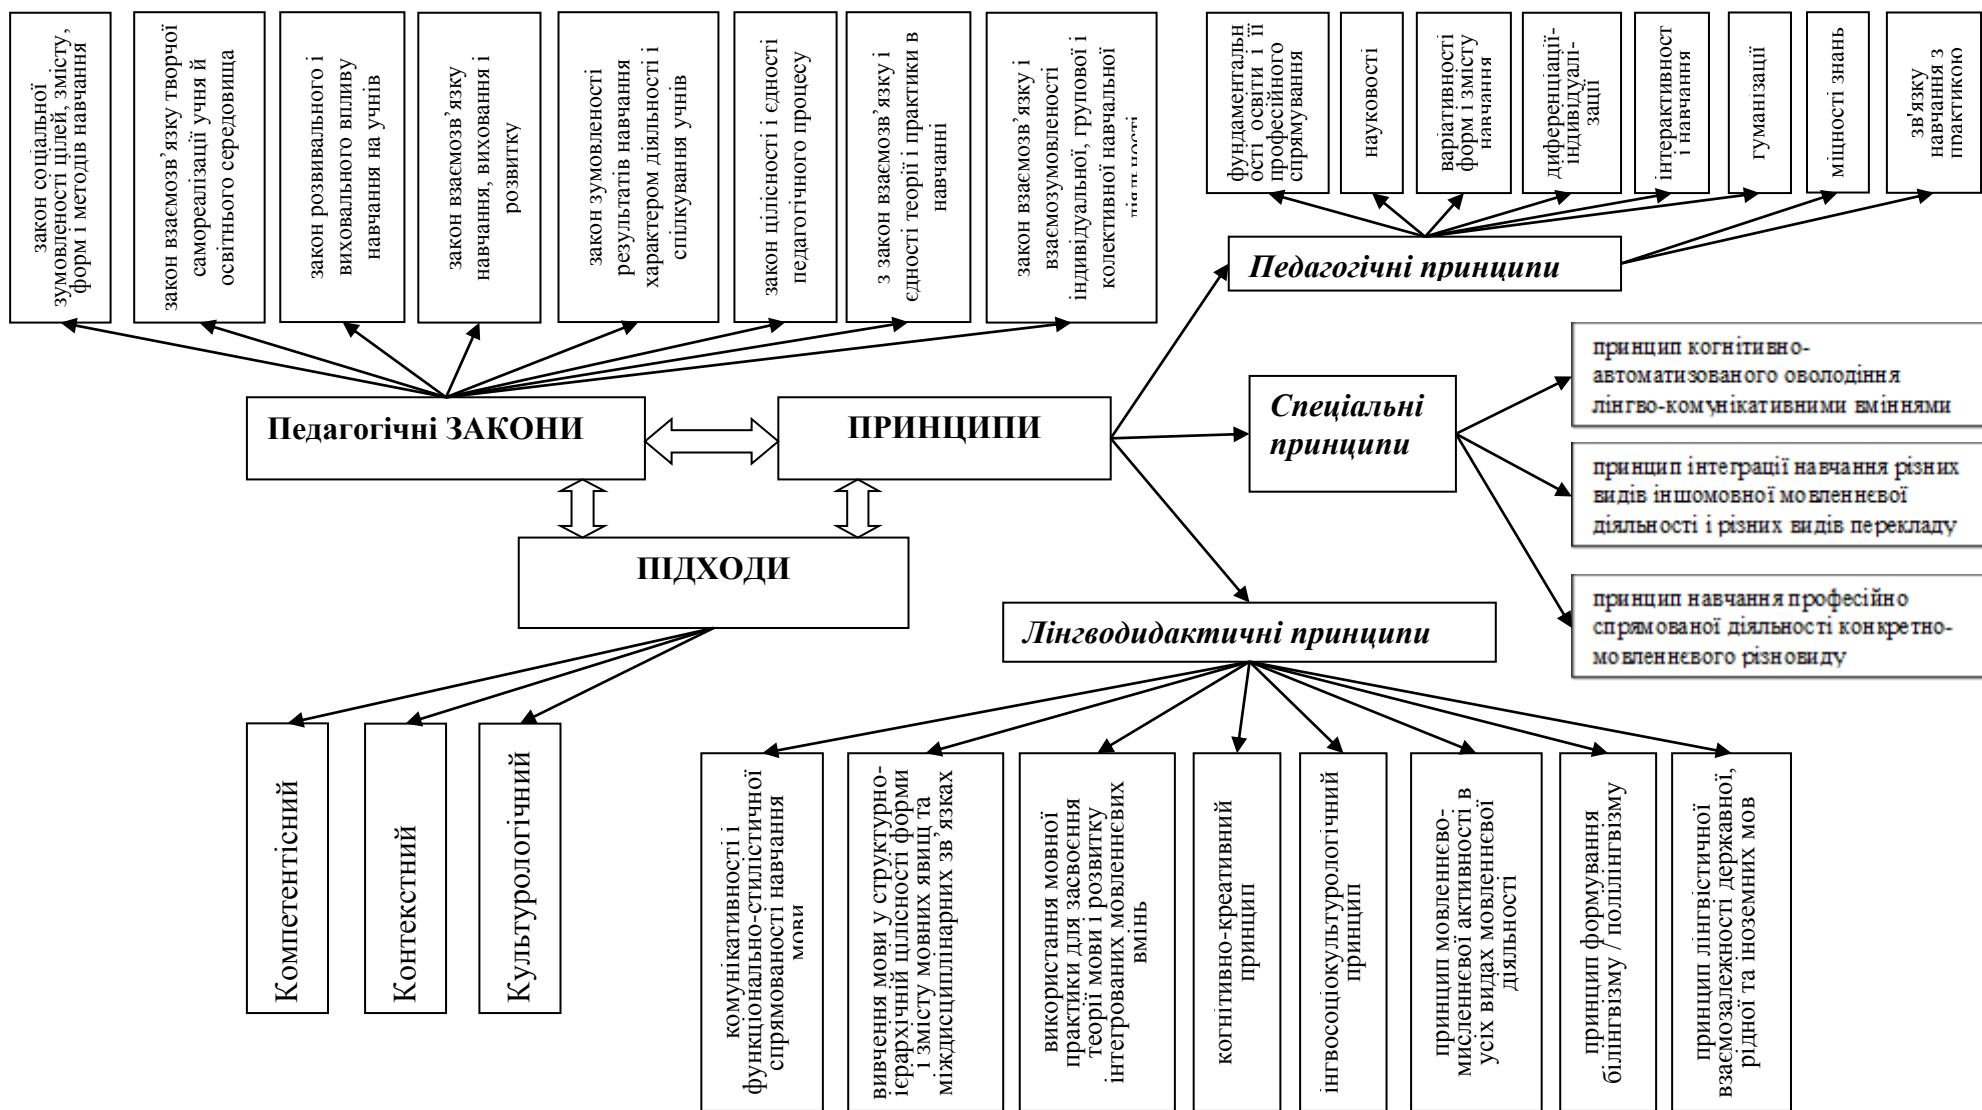 закон соціальної
зумовленості цілей, змісту,
форм і методів навчання
закон взаємозв’язку творчої
самореалізації учня й
освітнього середовища
закон розвивального і
виховального впливу
навчання на учнів
закон взаємозв’язку
навчання, виховання і
розвитку
закон зумовленості
результатів навчання
характером діяльності і
спілкування учнів
закон цілісності і єдності
педагогічного процесу
з закон взаємозв'язку і
єдності теорії і практики в
навчанні
закон взаємозв'язку і
взаємозумовленості
індивідуальної, групової і
колективної навчальної
діяльності
фундаментальн
ості освіти і її
професійного
спрямування
науковості
варіативності
форм і змісту
навчання
диференціації-
індивідуалі-
зації
інтерактивност
і навчання
гуманізації
міцності знань
зв'язку
навчання з
практикою
Педагогічні принципи
Педагогічні ЗАКОНИ
ПРИНЦИПИ
Спеціальні
принципи
принцип когнітивно-
автоматизованого оволодіння
лінгво-комунікативними вміннями
принцип інтеграції навчання різних
видів іншомовної мовленнєвої
діяльності і різних видів перекладу
принцип навчання професійно
спрямованої діяльності конкретно-
мовленнєвого різновиду
ПІДХОДИ
Лінгводидактичні принципи
Компетентісний
Контекстний
Культурологічний
комунікативності і
функціонально-стилістичної
спрямованості навчання
мови
вивчення мови у структурно-
ієрархічній цілісності форми
і змісту мовних явищ та
міждисциплінарних зв’язках
використання мовної
практики для засвоєння
теорії мови і розвитку
інтегрованих мовленнєвих
вмінь
когнітивно-креативний
принцип
інгвосоціокультурологічний
принцип
принцип мовленнєво-
мисленнєвої активності в
усіх видах мовленнєвої
діяльності
принцип формування
білінгвізму / полілінгвізму
принцип лінгвістичної
взаємозалежності державної,
рідної та іноземних мов